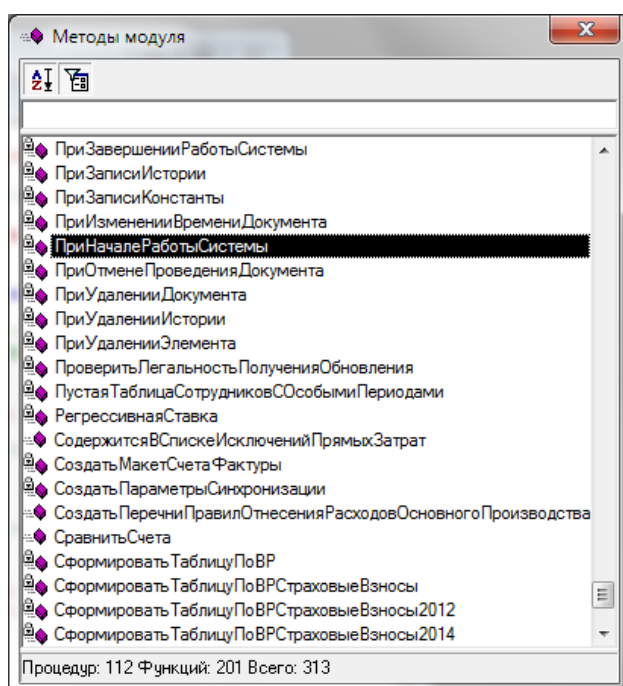 Методы модуля
ПриЗавершенииРаботыСистемы
ПриЗаписиИстории
ПриЗаписиКонстанты
ПриИзмененииВремениДокумента
ПриНачалеРаботыСистемы
ПриОтменеПроведенияДокумента
ПриУдаленииДокумента
ПриУдаленииИстории
ПриУдаленииЭлемента
ПроверитьЛегальностьПолученияОбновления
ПустаяТаблицаСотрудниковСОсобымиПериодами
РегрессивнаяСтавка
СодержитсяВСпискеИсключенийПрямыхЗатрат
СоздатьМакетСчетаФактуры
СоздатьПараметрыСинхронизации
СоздатьПеречниПравилОтнесенияРасходовОсновногоПроизводства
СравнитьСчета
СформироватьТаблицуПоВР
СформироватьТаблицуПоВРСтраховыеВзносы
СформироватьТаблицуПоВРСтраховыеВзносы2012
СформироватьТаблицуПоВРСтраховыеВзносы2014
Процедур: 112 Функций: 201 Всего: 313